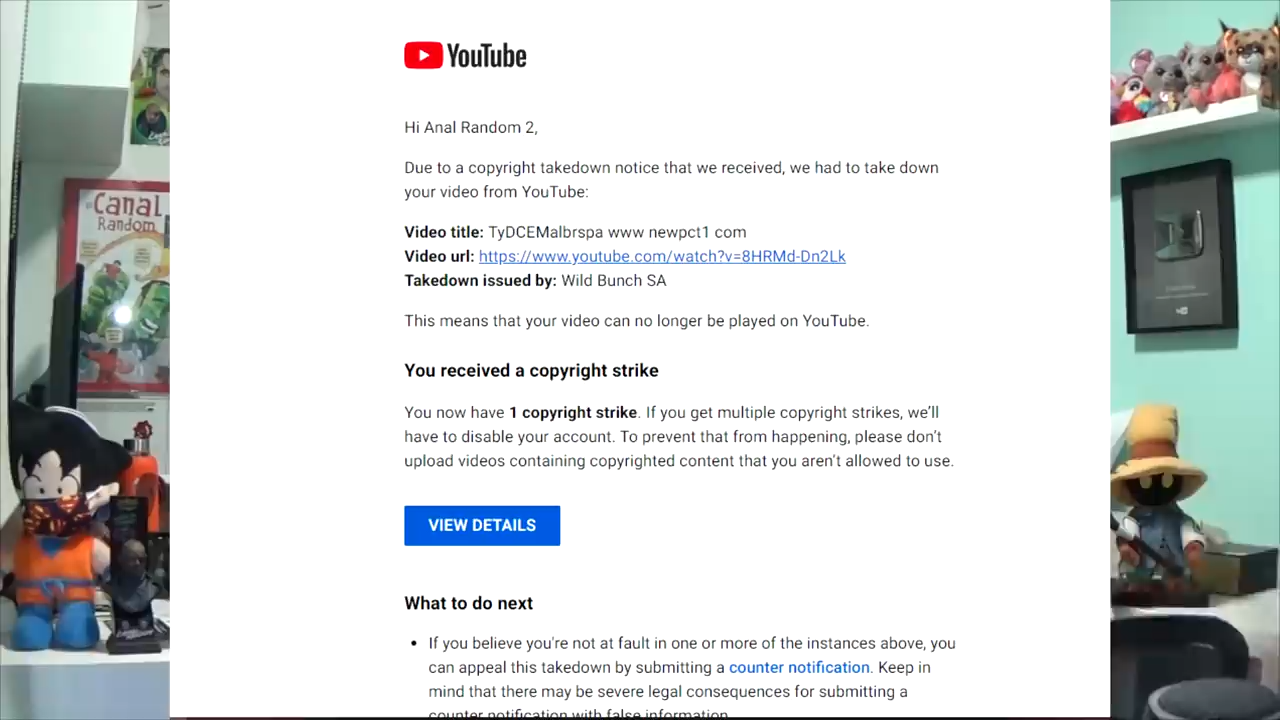 YouTube
Hi Anal Random 2,
Due to a copyright takedown notice that we received, we had to take down
your video from YouTube:
Video title: TyDCEMalbrspa www newpct1 com
Video url: https://www.youtube.com/watch?v=8HRMd-Dn2Lk
Takedown issued by: Wild Bunch SA
This means that your video can no longer be played on YouTube.
You received a copyright strike
You now have 1 copyright strike. If you get multiple copyright strikes, we'll
have to disable your account. To prevent that from happening, please don't
upload videos containing copyrighted content that you aren't allowed to use.
VIEW DETAILS
What to do next
• If you believe you're not at fault in one or more of the instances above, you
can appeal this takedown by submitting a counter notification. Keep in
mind that there may be severe legal consequences for submitting a
counter notification with false information.
Canal
Random